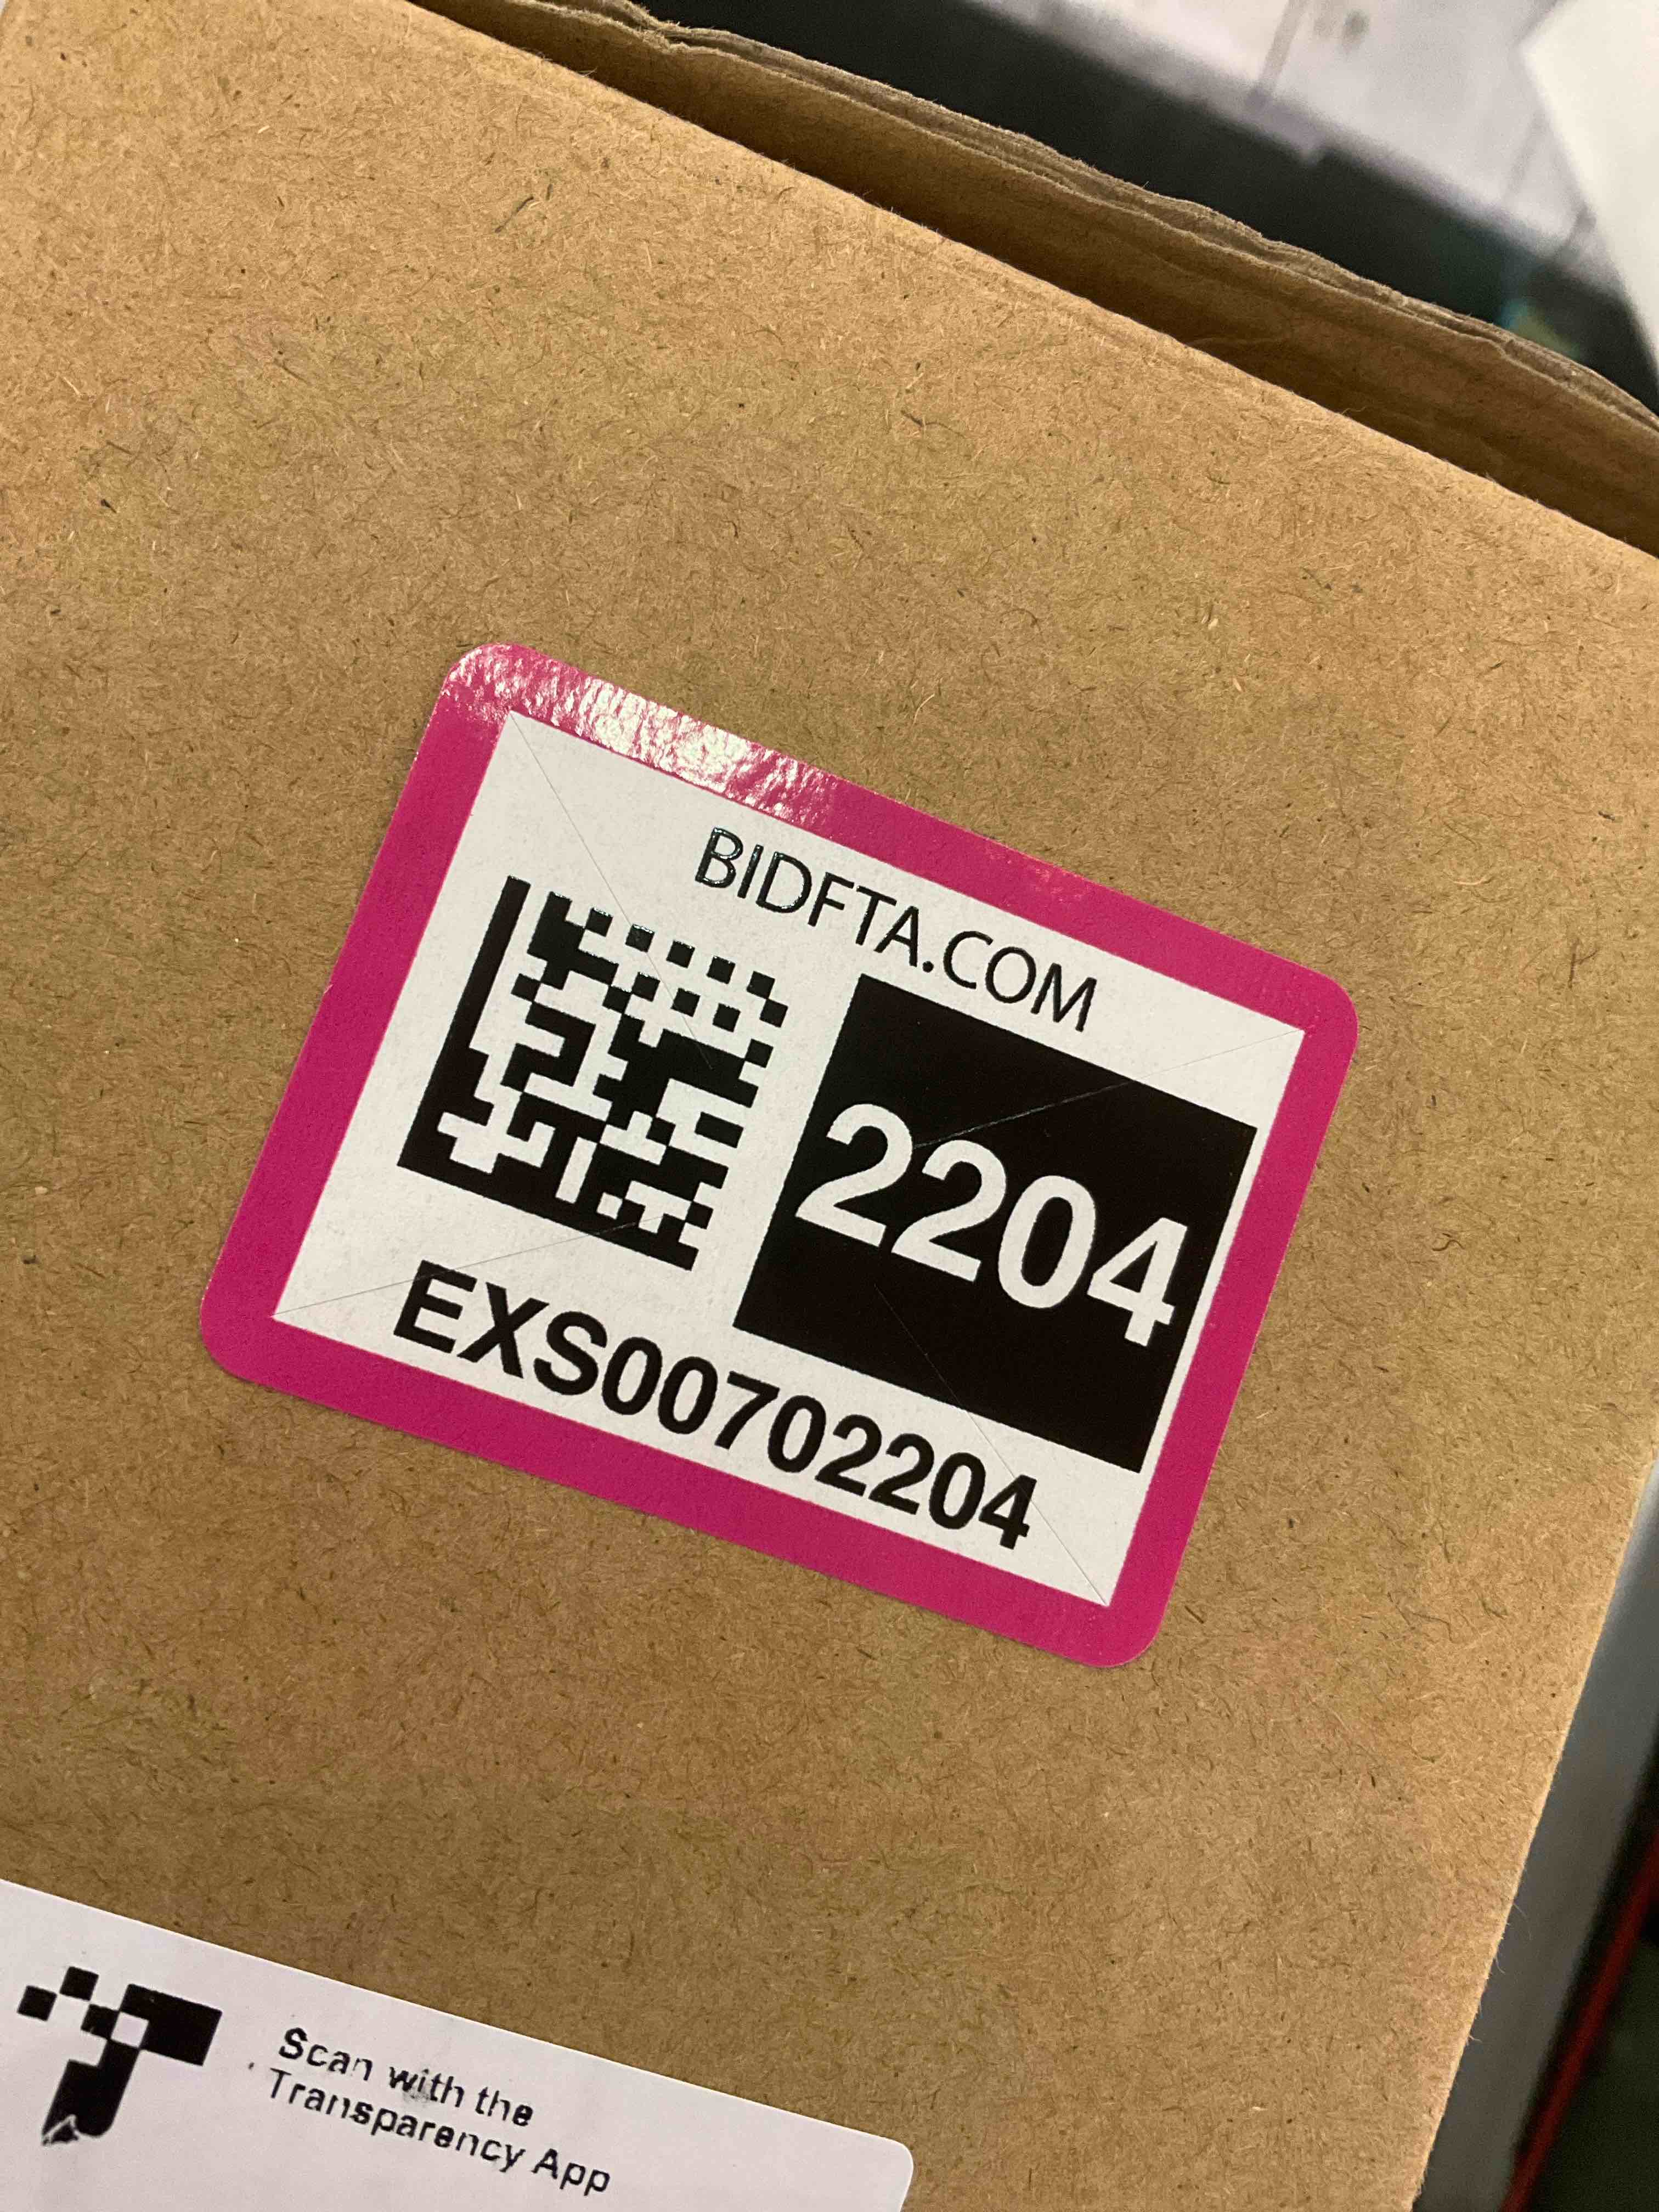 BIDFTA.COM
2204
EXS00702204
Scan with the
Transparency App